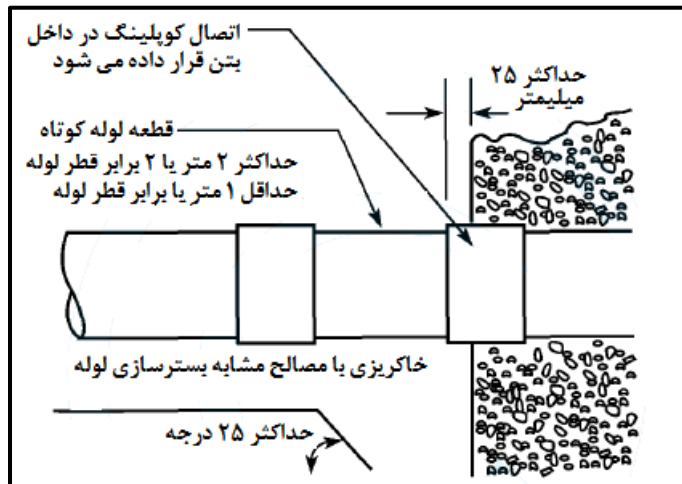 اتصال کوپلینگ در داخل
بتن قرار داده می شود
حداکثر ۲۵
میلیمتر
قطعه لوله کوتاه
حداکثر ۲ متر یا ۲ برابر قطر لوله
حداقل ۱ متر یا برابر قطر لوله
خاکریزی با مصالح مشابه بسترسازی لوله
حداکثر ۲۵ درجه